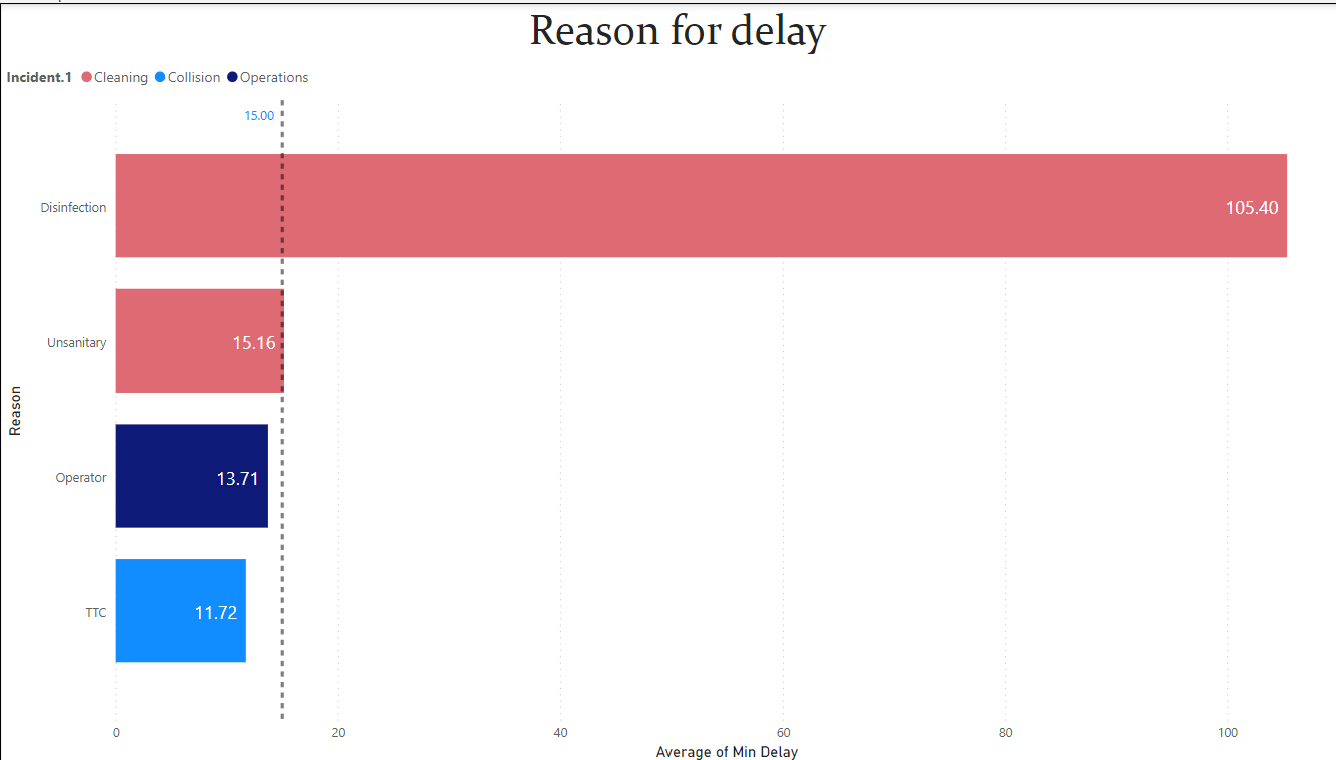 Reason for delay
Incident.1 Cleaning Collision Operations
15.00
Disinfection 105.40
Unsanitary 15.16
Reason
Operator 13.71
TTC 11.72
0 20 40 60 80 100
Average of Min Delay